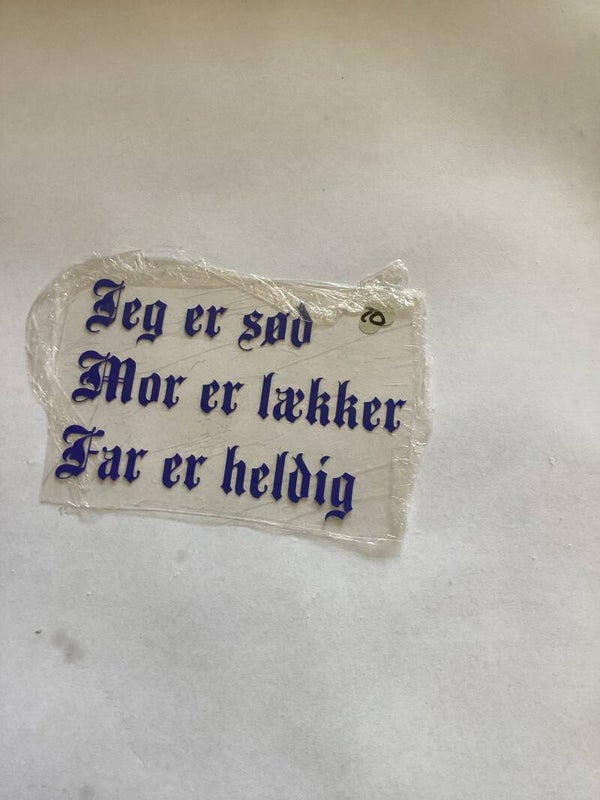 Jeg er sød
Mor er lækker
Far er heldig